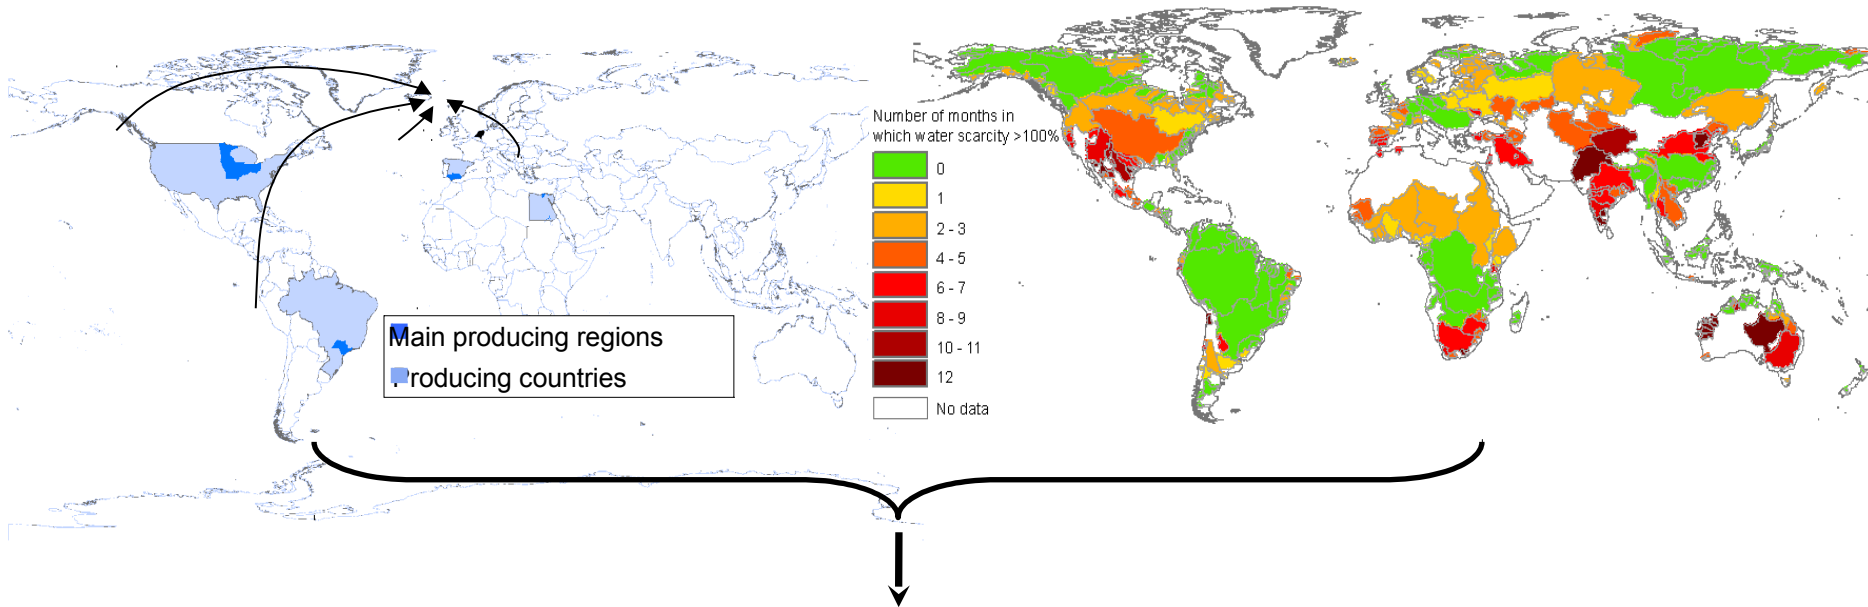 Main producing regions
Producing countries
Number of months in
which water scarcity >100%
0
1
2 - 3
4 - 5
6 - 7
8 - 9
10 - 11
12
No data